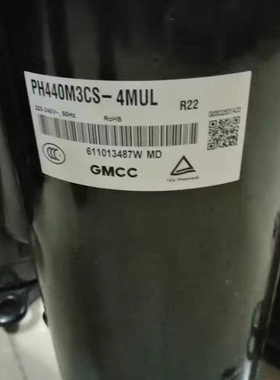 PH440M3CS-4MUL
R22
220-240V~, 50Hz
RoHS
611013487W MD
GMCC